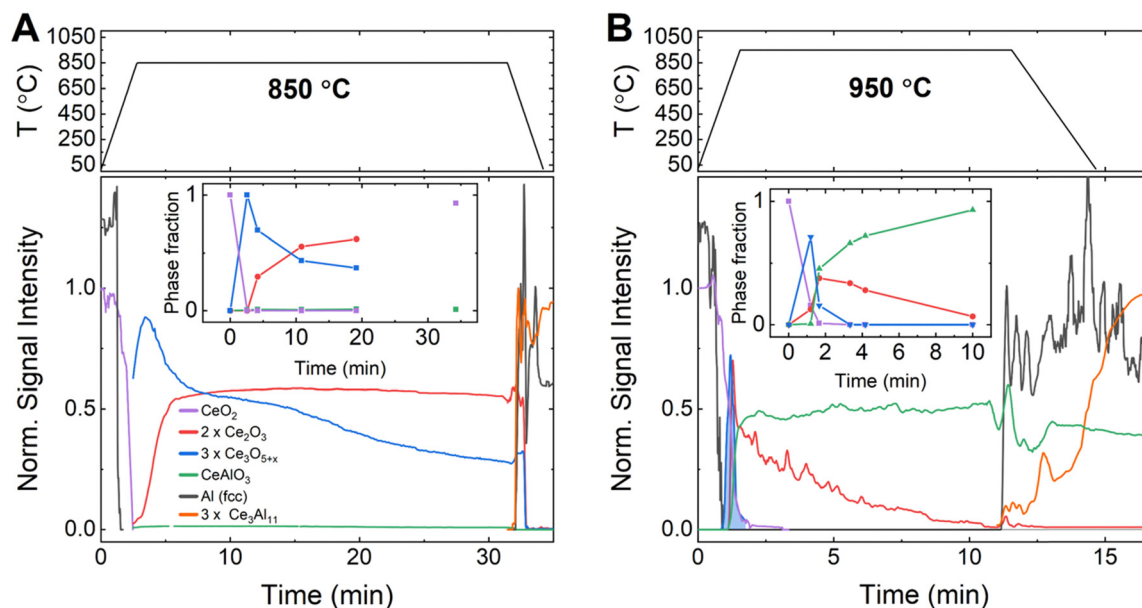 A
T (°C)
1050
850
650
450
250
50
850 °C
Norm. Signal Intensity
1.0
0.5
0.0
Phase fraction
1
0
0 10 20 30
Time (min)
CeO2
2 x Ce2O3
3 x Ce3O5+x
CeAlO3
Al (fcc)
3 x Ce3Al11
0 10 20 30
Time (min)
B
T (°C)
1050
850
650
450
250
50
950 °C
Norm. Signal Intensity
1.0
0.5
0.0
Phase fraction
1
0
0 2 4 6 8 10
Time (min)
0 5 10 15
Time (min)